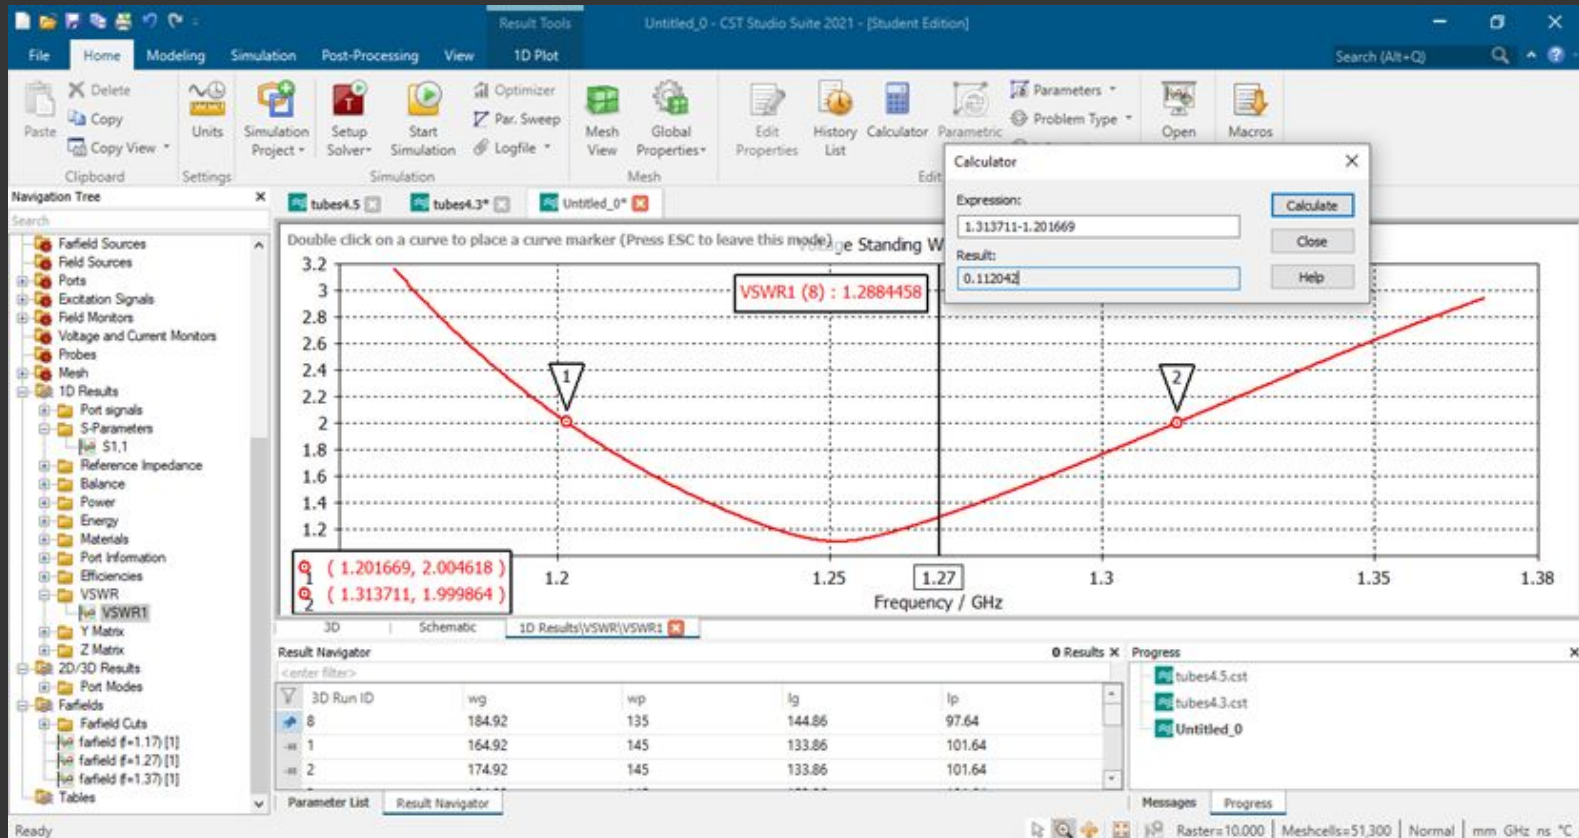 Result Tools
Untitled_0 - CST Studio Suite 2021 - [Student Edition]
File Home Modeling Simulation Post-Processing View 1D Plot
Search (Alt+Q)
Paste
Delete
Copy
Copy View
Clipboard
Units
Settings
Simulation Project
Setup Solver
Start Simulation
Optimizer
Par. Sweep
Logfile
Simulation
Mesh View
Global Properties
Mesh
Edit Properties
History List
Calculator
Parametric
Parameters
Problem Type
Edit
Open
Macros
Calculator
Expression:
1.313711-1.201669
Calculate
Result:
0.112042
Close
Help
Navigation Tree
Search
Farfield Sources
Field Sources
Ports
Excitation Signals
Field Monitors
Voltage and Current Monitors
Probes
Mesh
1D Results
Port signals
S-Parameters
S1,1
Reference Impedance
Balance
Power
Energy
Materials
Port Information
Efficiencies
VSWR
VSWR1
Y Matrix
Z Matrix
2D/3D Results
Port Modes
Farfields
Farfield Cuts
farfield (f=1.17) [1]
farfield (f=1.27) [1]
farfield (f=1.37) [1]
Tables
tubes4.5 tubes4.3* Untitled_0*
Double click on a curve to place a curve marker (Press ESC to leave this mode)
ge Standing W
3.2
3
2.8
2.6
2.4
2.2
2
1.8
1.6
1.4
1.2
VSWR1 (8) : 1.2884458
1
2
1 ( 1.201669, 2.004618 )
2 ( 1.313711, 1.999864 )
1.2 1.25 1.27 1.3 1.35 1.38
Frequency / GHz
3D Schematic 1D Results\VSWR\VSWR1
Result Navigator 0 Results
<enter filter>
3D Run ID wg wp lg lp
8 184.92 135 144.86 97.64
1 164.92 145 133.86 101.64
2 174.92 145 133.86 101.64
Parameter List Result Navigator
Progress
tubes4.5.cst
tubes4.3.cst
Untitled_0
Messages Progress
Ready
Raster=10.000 Meshcells=51,300 Normal mm GHz ns °C